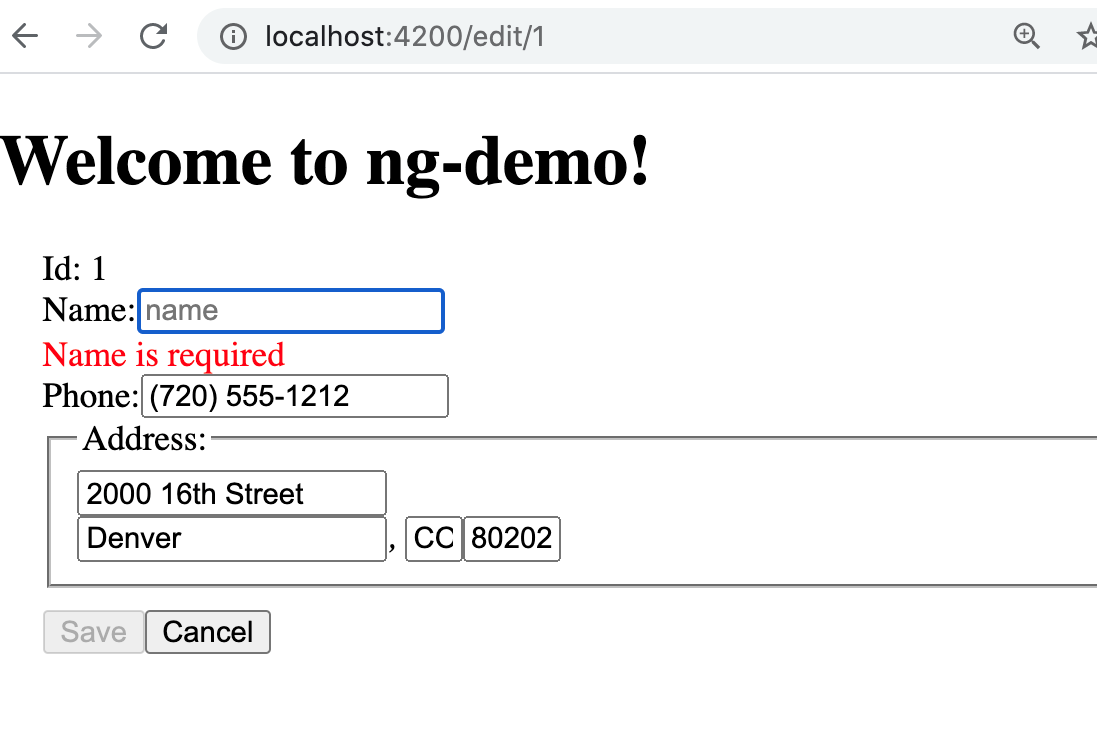 localhost:4200/edit/1
Welcome to ng-demo!
Id: 1
Name: name
Name is required
Phone: (720) 555-1212
Address:
2000 16th Street
Denver, CO 80202
Save Cancel